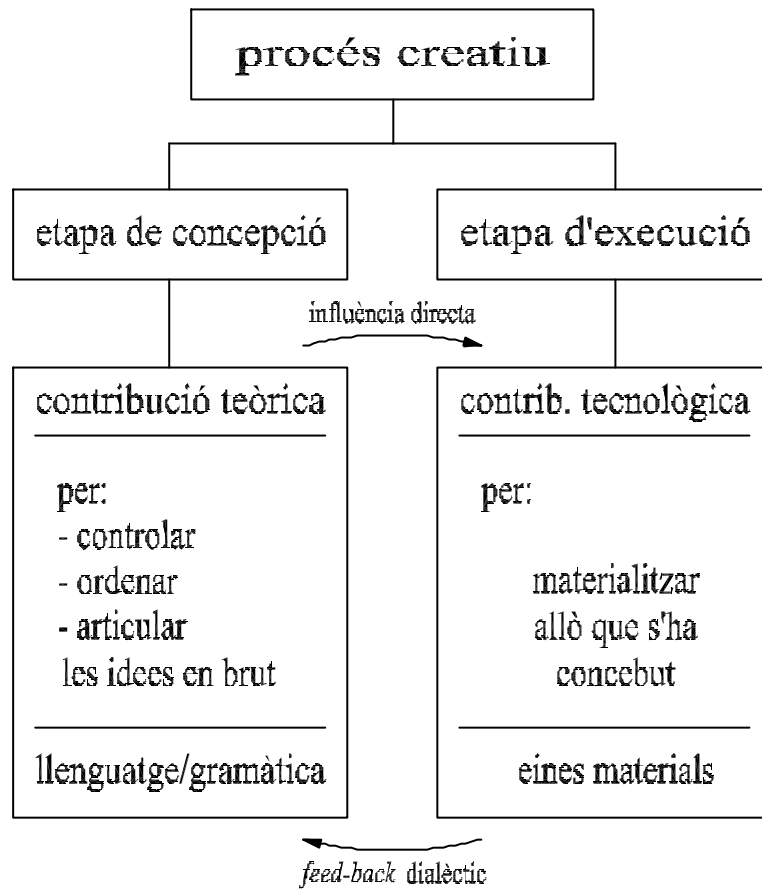 procés creatiu
etapa de concepció
etapa d'execució
influència directa
contribució teòrica
per:
- controlar
- ordenar
- articular
les idees en brut
llenguatge/gramàtica
contrib. tecnològica
per:
materialitzar
allò que s'ha
concebut
eines materials
feed-back dialèctic